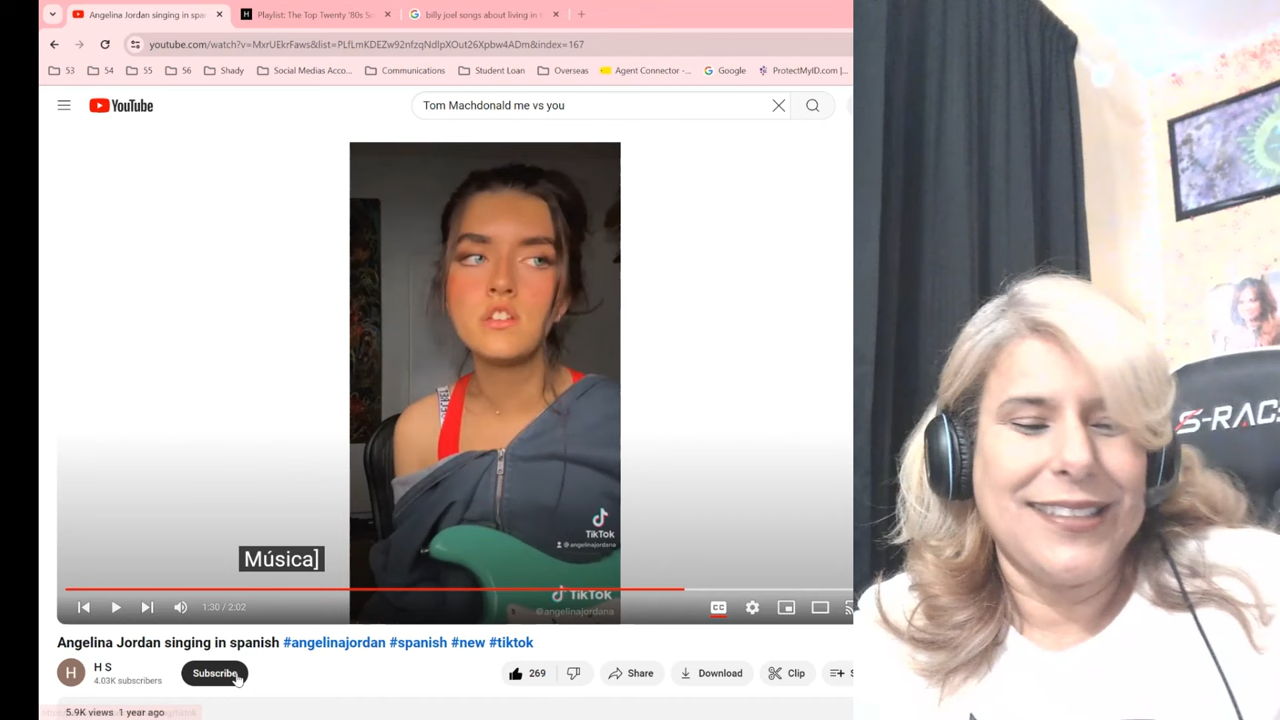 Angelina Jordan singing in spa
Playlist: The Top Twenty '80s So
billy joel songs about living in
youtube.com/watch?v=MxrUEkrFaws&list=PLfLmKDEZw92nfzqNdlpXOut26Xpbw4ADm&index=167
53
54
55
56
Shady
Social Medias Acco...
Communications
Student Loan
Overseas
Agent Connector -...
Google
ProtectMyID.com |...
YouTube
Tom Machdonald me vs you
S-RAC
TikTok
@angelinajordana
Música]
TikTok
@angelinajordana
1:30 / 2:02
CC
Angelina Jordan singing in spanish #angelinajordan #spanish #new #tiktok
H
H S
4.03K subscribers
Subscribe
269
Share
Download
Clip
5.9K views 1 year ago